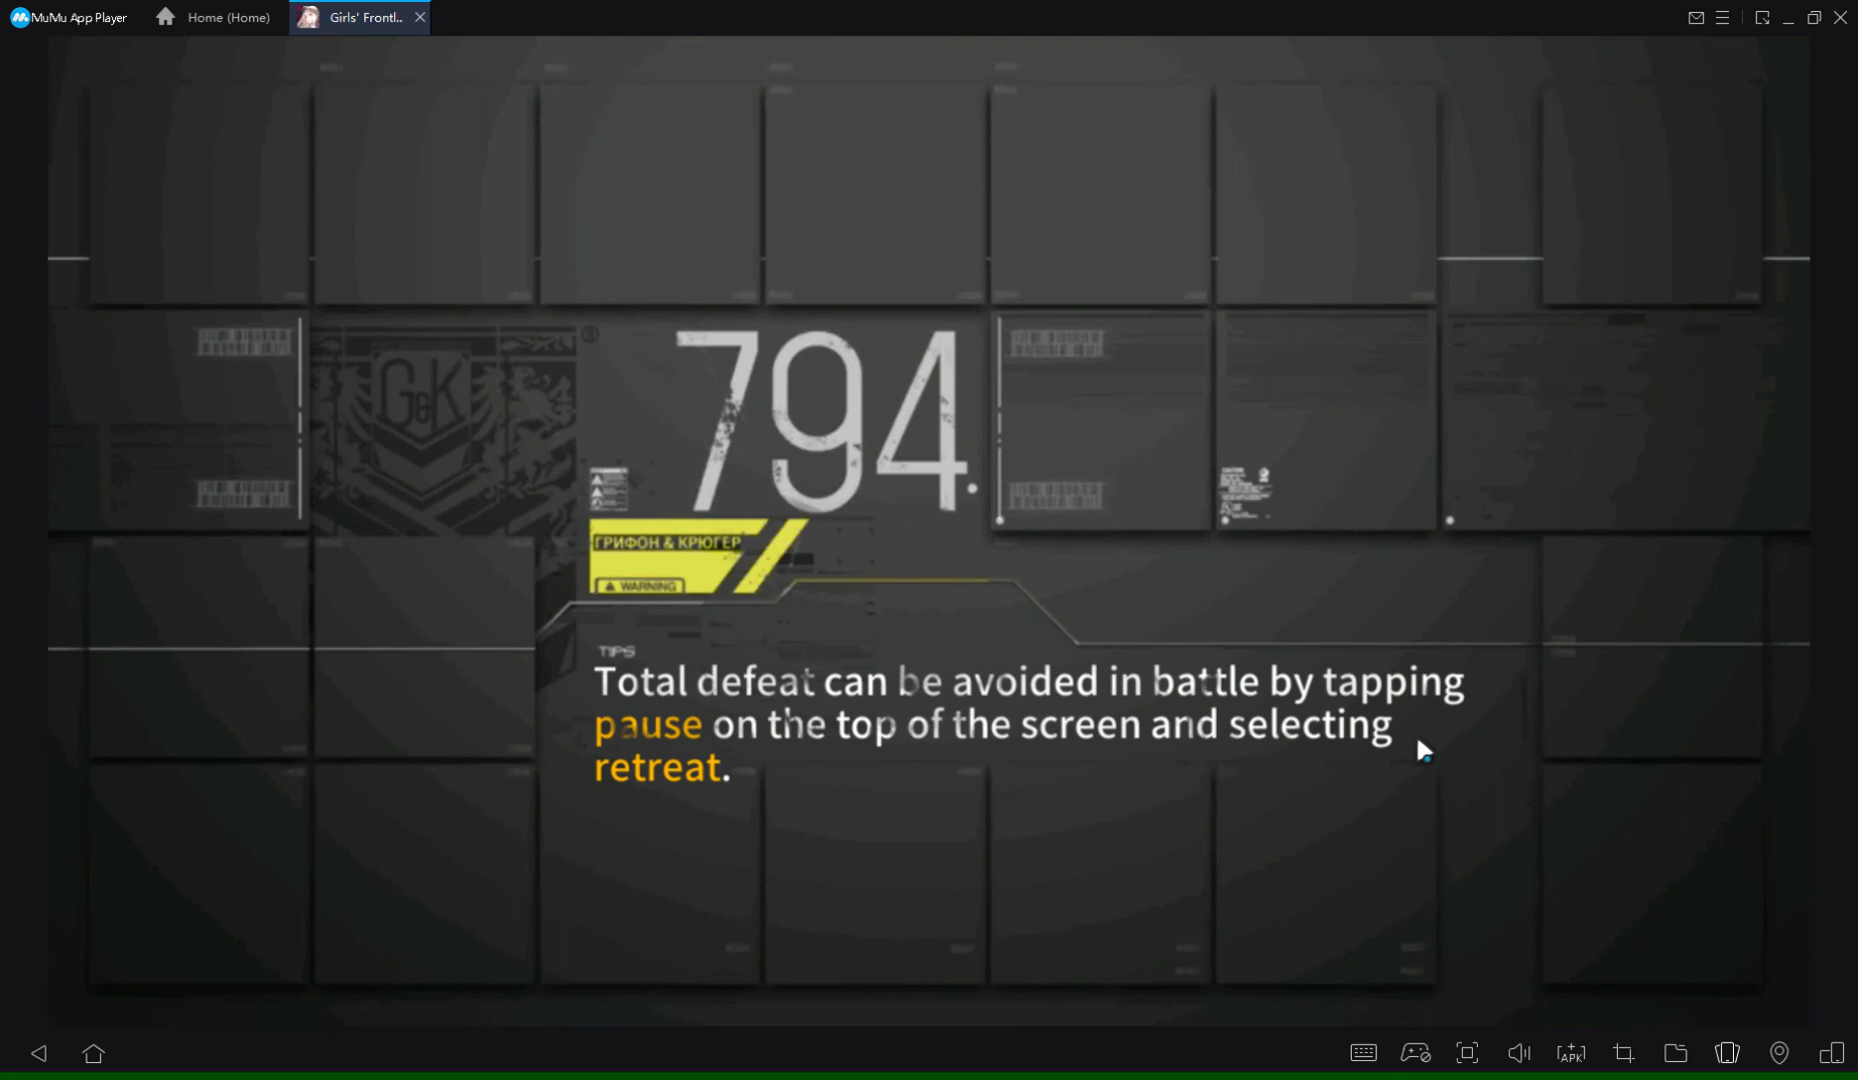 MuMu App Player
Home (Home)
Girls' Frontl..
G&K
794.
ГРИФОН & КРЮГЕР
WARNING
TIPS
Total defeat can be avoided in battle by tapping
pause on the top of the screen and selecting
retreat.
APK